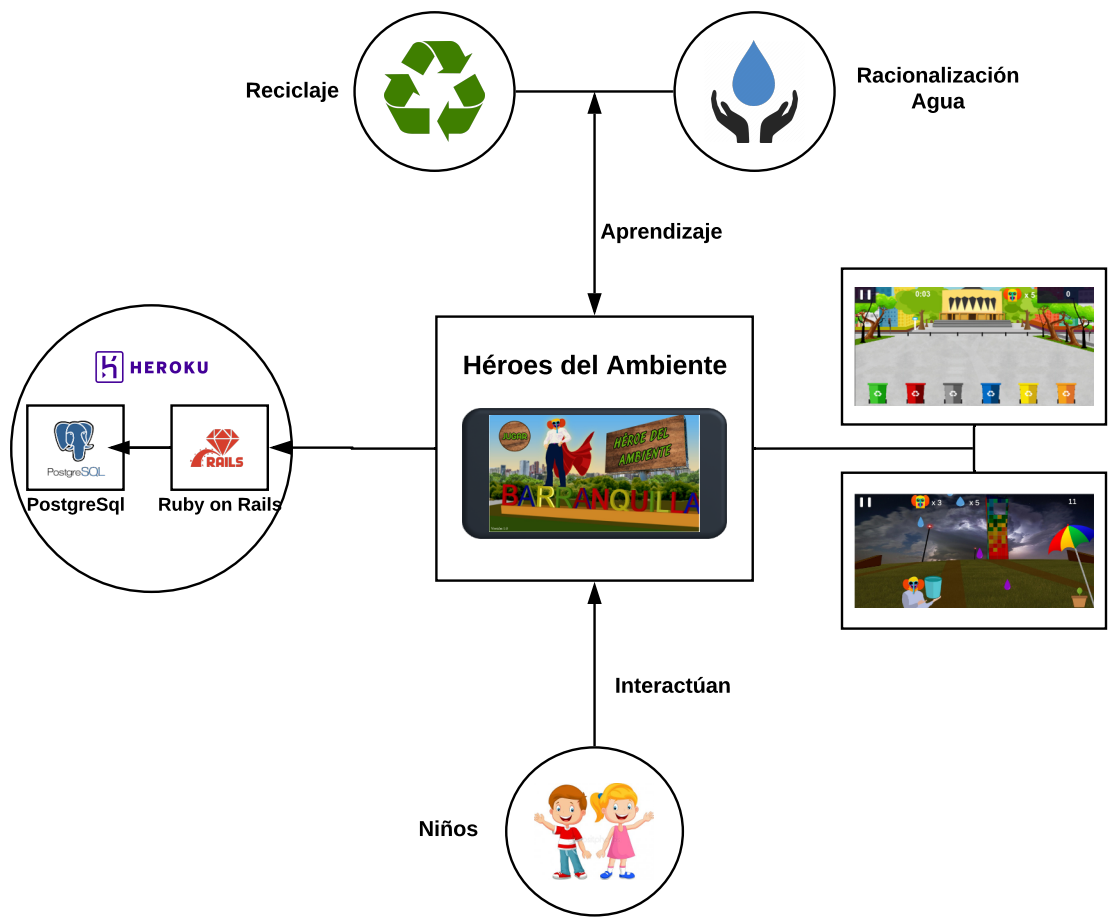 Reciclaje
Racionalización
Agua
Aprendizaje
0:03
x 5
0
HEROKU
PostgreSQL
RAILS
PostgreSql
Ruby on Rails
Héroes del Ambiente
JUGAR
HÉROE DEL
AMBIENTE
BARRANQUILLA
x 3
x 5
11
Interactúan
Niños